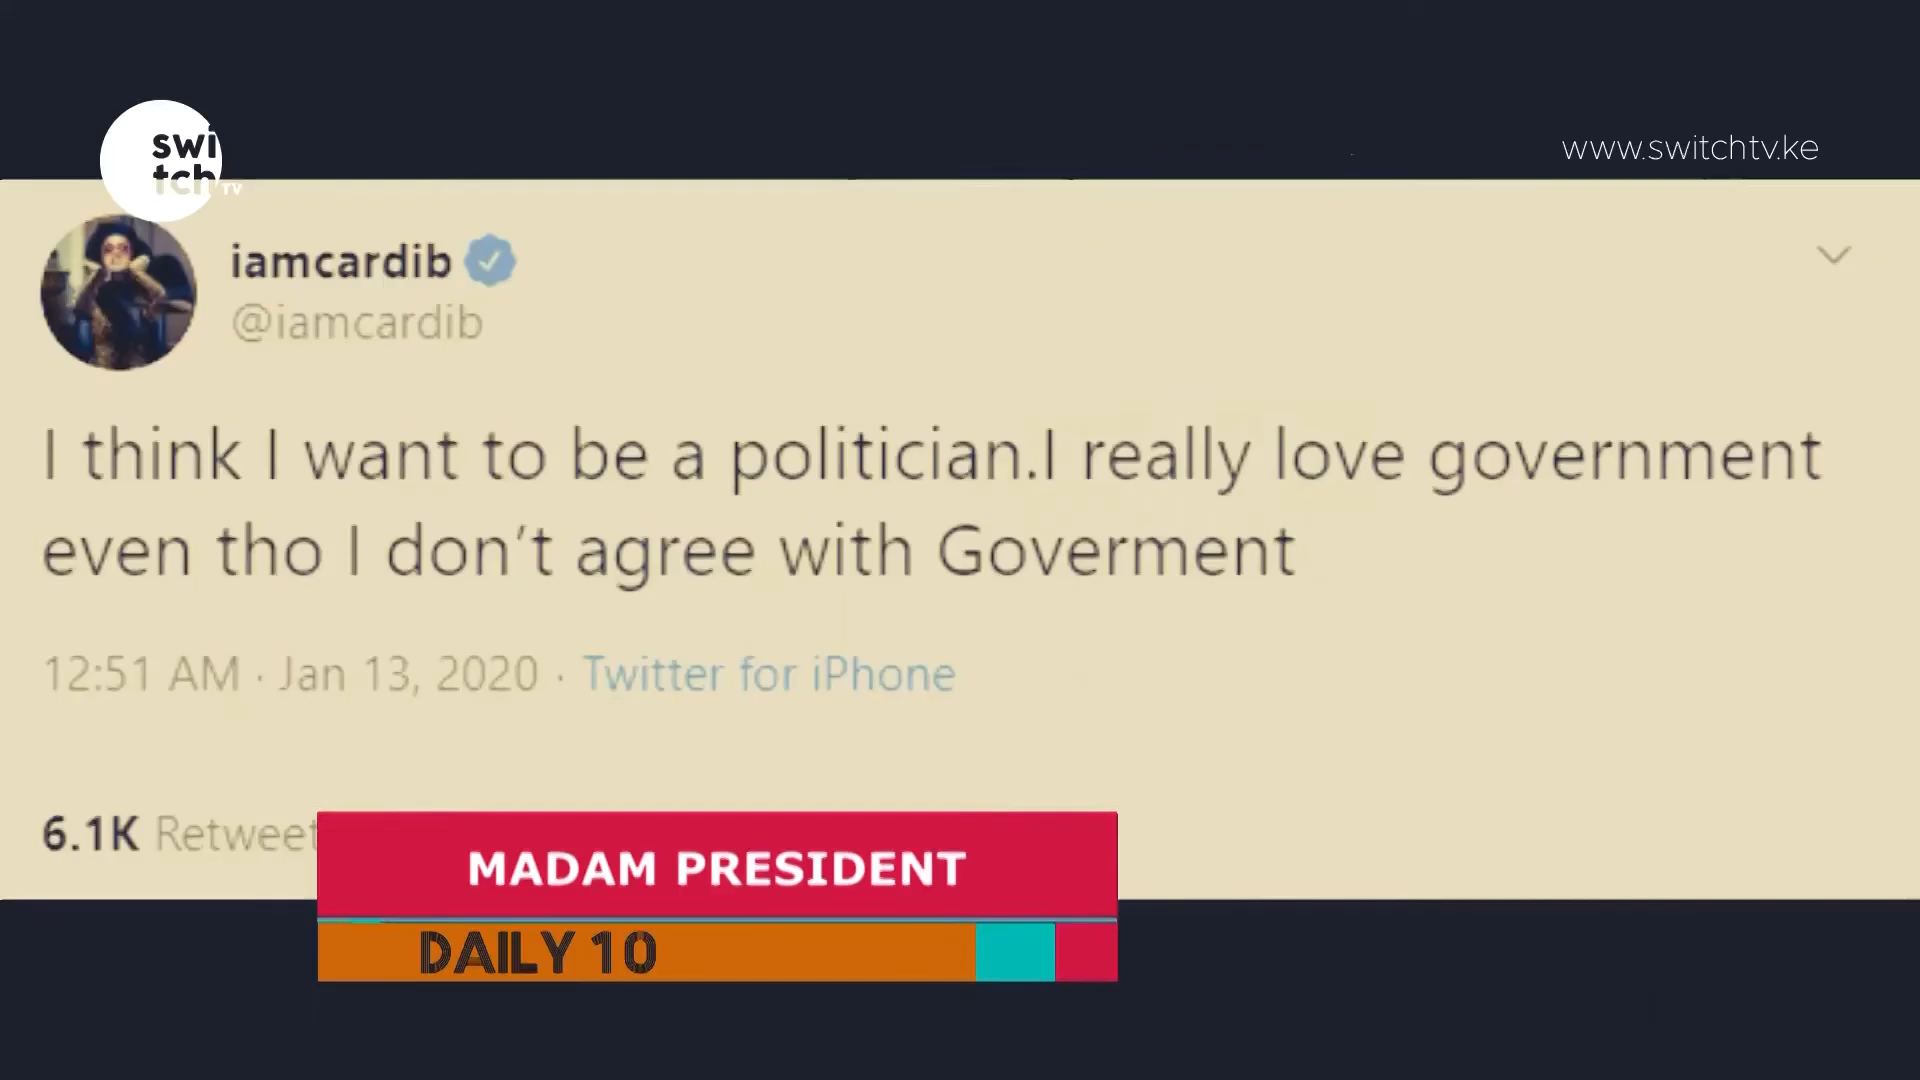 swi
tch TV
www.switchtv.ke
iamcardib
@iamcardib
I think I want to be a politician.I really love government
even tho I don't agree with Goverment
12:51 AM · Jan 13, 2020 · Twitter for iPhone
6.1K Retweet
MADAM PRESIDENT
DAILY 10